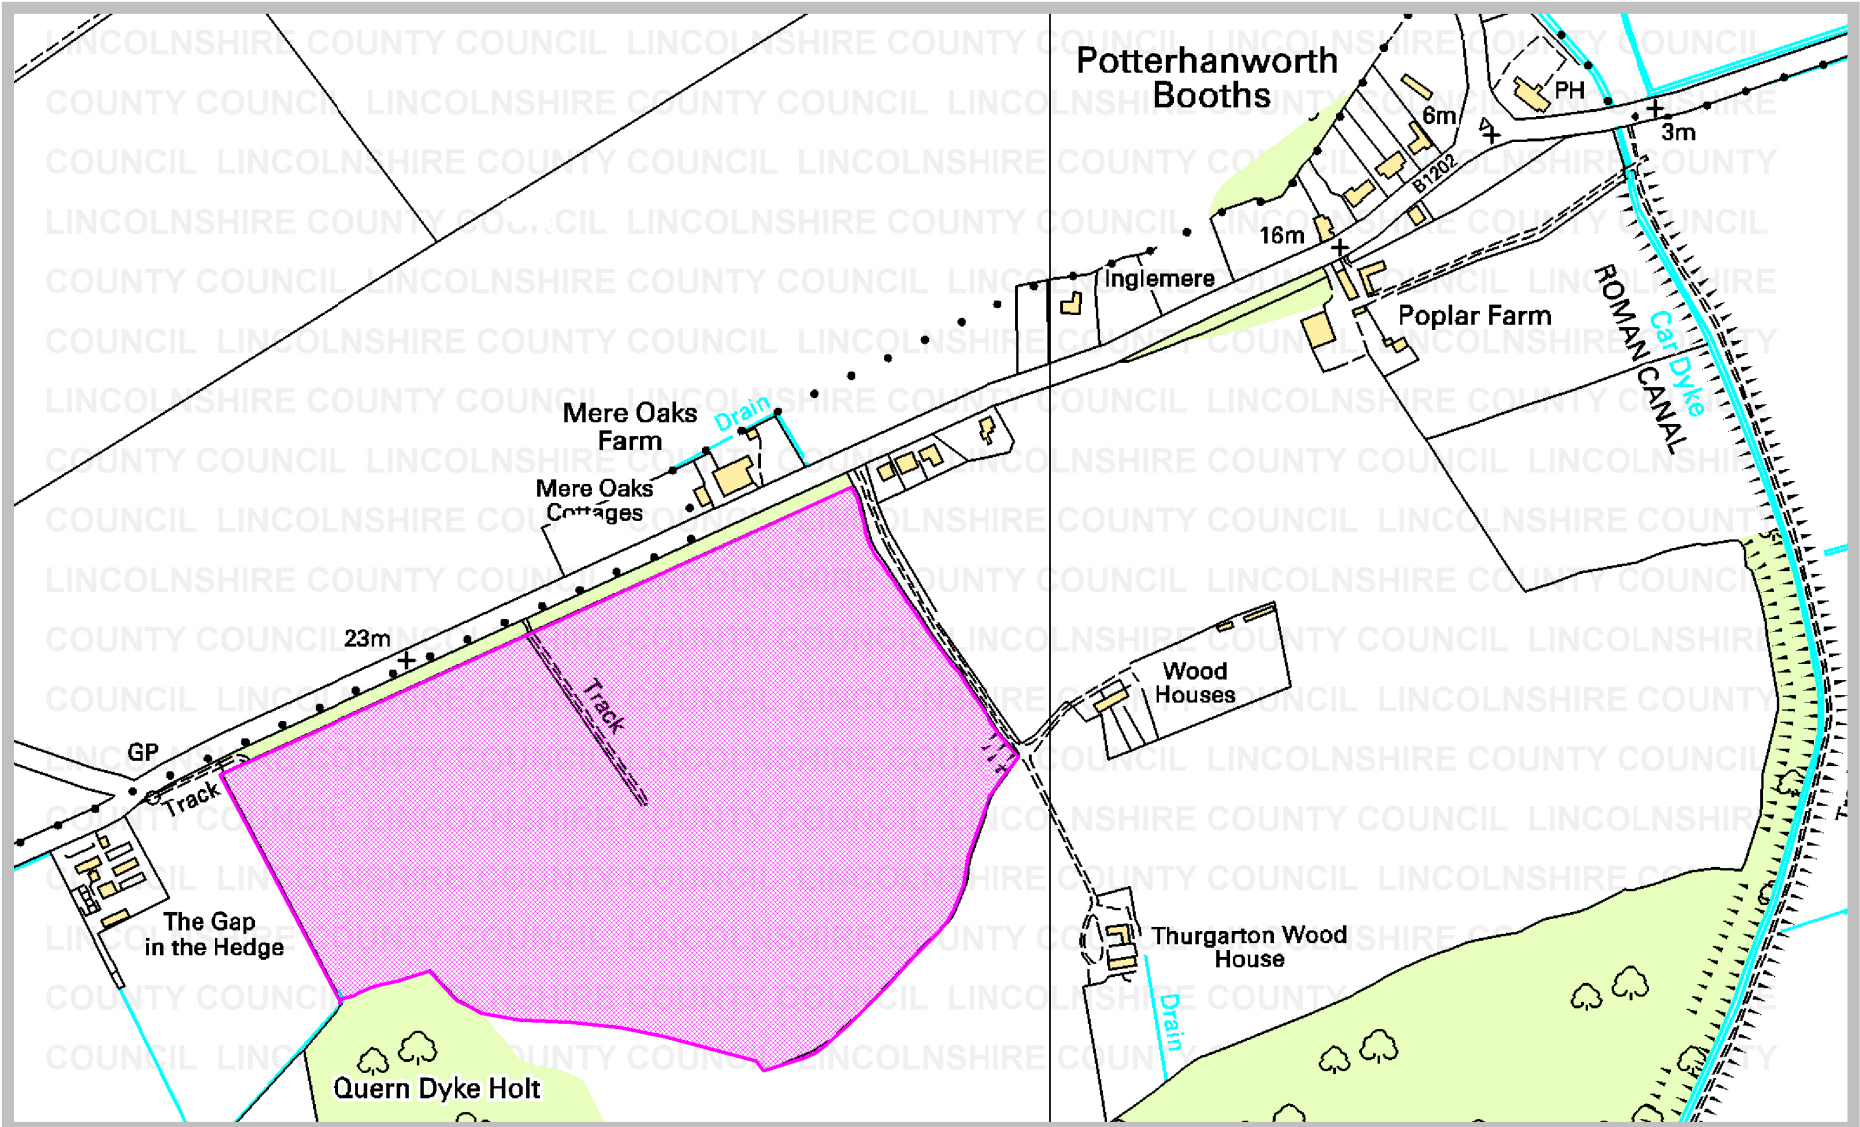 Potterhanworth
Booths
PH
6m
3m
B1202
16m
Inglemere
Poplar Farm
ROMAN CANAL
Car Dyke
Mere Oaks
Farm
Drain
Mere Oaks
Cottages
23m
Track
Wood
Houses
GP
Track
The Gap
in the Hedge
Thurgarton Wood
House
Drain
Quern Dyke Holt
LINCOLNSHIRE COUNTY COUNCIL